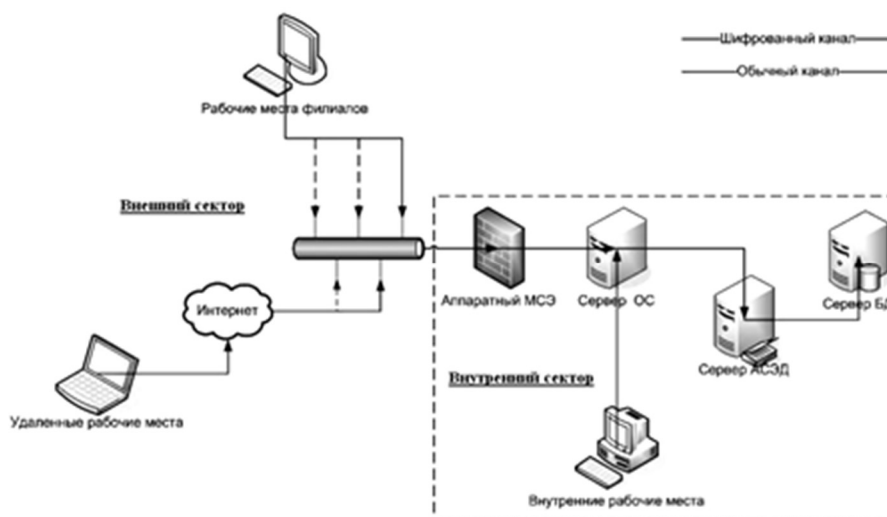 Шифрованный канал
Обычный канал
Рабочие места филиалов
Внешний сектор
Интернет
Удаленные рабочие места
Аппаратный МСЭ
Сервер ОС
Сервер БД
Сервер АСЭД
Внутренний сектор
Внутренние рабочие места